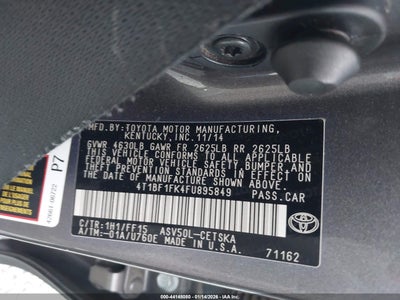 MFD.BY:TOYOTA MOTOR MANUFACTURING,
KENTUCKY,INC.11/14
GVWR 4630LB GAWR FR 2625LB RR 2625LB
THIS VEHICLE CONFORMS TO ALL APPLICABLE
FEDERAL MOTOR VEHICLE SAFETY, BUMPER, AND
THEFT PREVENTION STANDARDS IN EFFECT ON
THE DATE OF MANUFACTURE SHOWN ABOVE.
4T1BF1FK4FU895849 PASS.CAR
C/TR:1H1/FF15 ASV50L-CETSKA
A/TM:-01A/U760E
MADE IN U.S.A.
71162
TOYOTA
P7
(000-44148080) - (IAA) - 01/14/2026 - (AM)